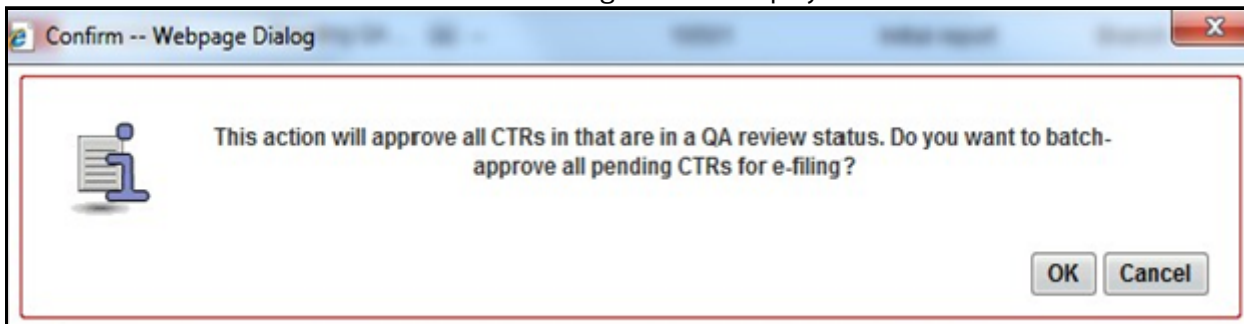 Confirm -- Webpage Dialog
This action will approve all CTRs in that are in a QA review status. Do you want to batch-
approve all pending CTRs for e-filing?
OK Cancel